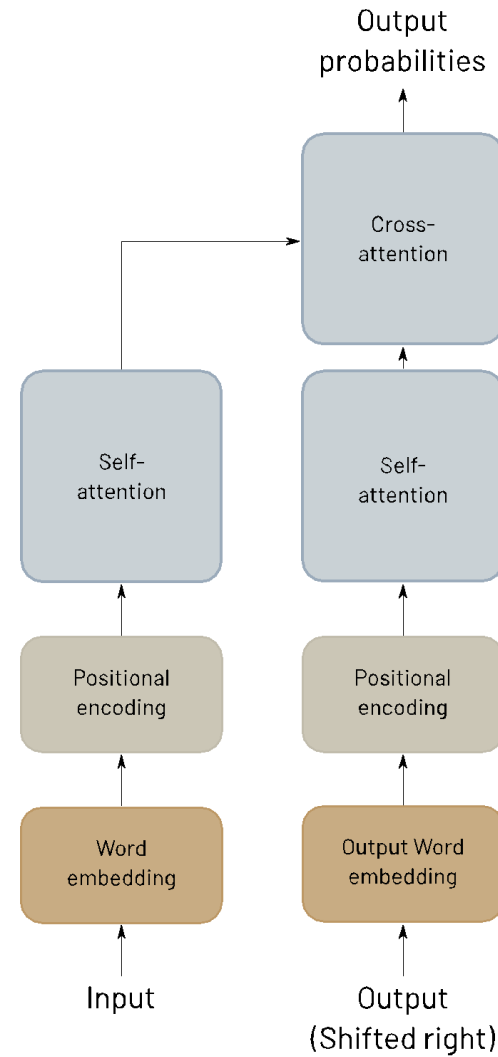 Output
probabilities
Cross-
attention
Self-
attention
Self-
attention
Positional
encoding
Positional
encoding
Word
embedding
Output Word
embedding
Input
Output
(Shifted right)